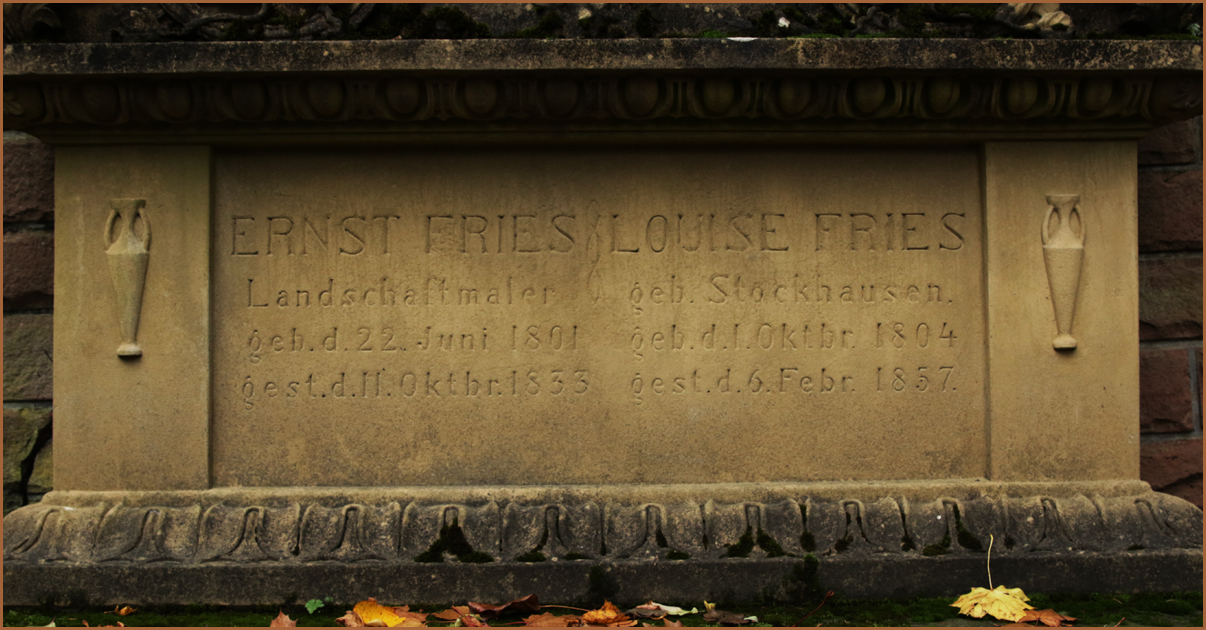 ERNST FRIES
Landschaftmaler
geb. d. 22. Juni 1801
gest. d. 11. Oktbr. 1833
LOUISE FRIES
geb. Stockhausen.
geb. d. 1. Oktbr. 1804
gest. d. 6. Febr. 1857.